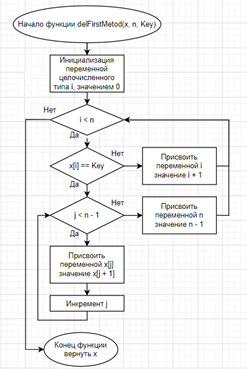 Начало функции delFirstMetod(x, n, Key)
Инициализация
переменной
целочисленного
типа i, значением 0
Нет
i < n
Да
Нет
x[i] == Key
Присвоить
переменной i
значение i + 1
Да
Нет
j < n - 1
Присвоить
переменной n
значение n - 1
Да
Присвоить
переменной x[j]
значение x[j + 1]
Инкремент j
Конец функции
вернуть x